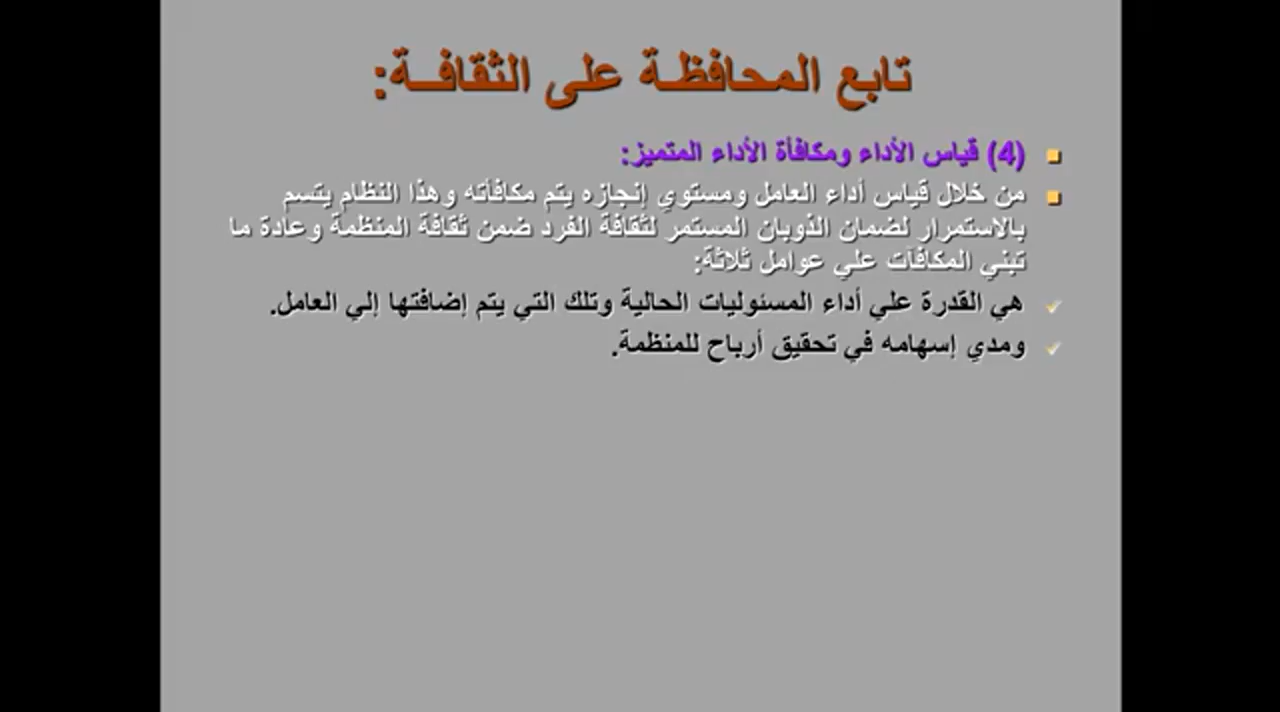 تابع المحافظـة على الثقافــة:
(4) قياس الأداء ومكافأة الأداء المتميز:
من خلال قياس أداء العامل ومستوي إنجازه يتم مكافأته وهذا النظام يتسم
بالاستمرار لضمان الذوبان المستمر لثقافة الفرد ضمن ثقافة المنظمة وعادة ما
تبني المكافآت علي عوامل ثلاثة:
هي القدرة علي أداء المسئوليات الحالية وتلك التي يتم إضافتها إلي العامل.
ومدي إسهامه في تحقيق أرباح للمنظمة.